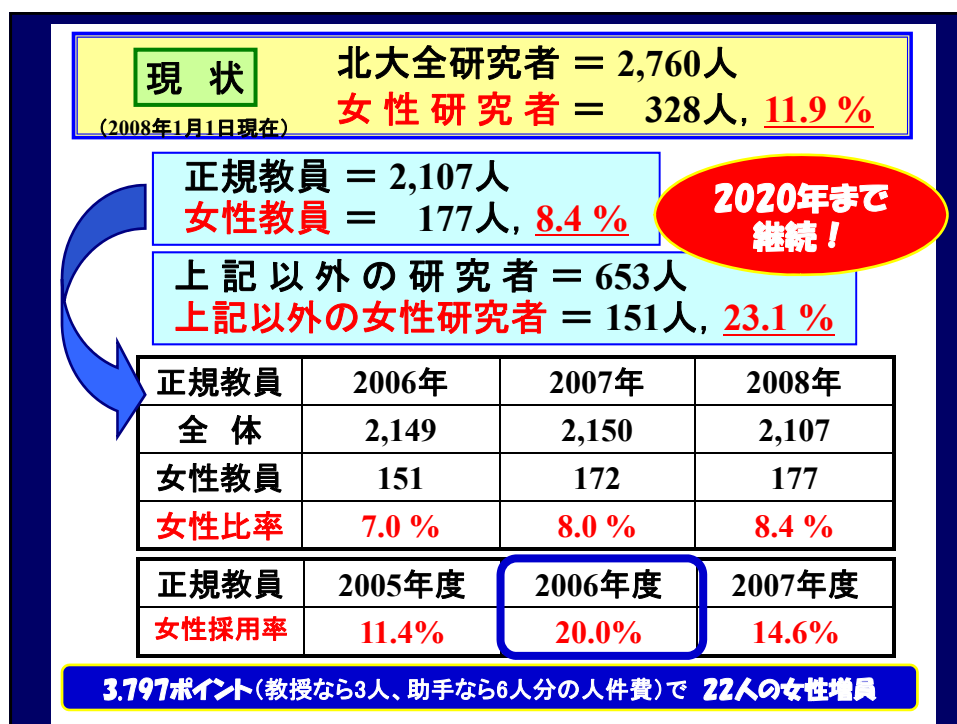 現 状
(2008年1月1日現在)
北大全研究者 ＝ 2,760人
女 性 研 究 者 ＝ 328人, 11.9 %
正規教員 ＝ 2,107人
女性教員 ＝ 177人, 8.4 %
2020年まで
継続！
上 記 以 外 の 研 究 者 ＝ 653人
上記以外の女性研究者 ＝ 151人, 23.1 %
正規教員 2006年 2007年 2008年
全 体 2,149 2,150 2,107
女性教員 151 172 177
女性比率 7.0 % 8.0 % 8.4 %
正規教員 2005年度 2006年度 2007年度
女性採用率 11.4% 20.0% 14.6%
3.797ポイント(教授なら3人、助手なら6人分の人件費)で 22人の女性増員